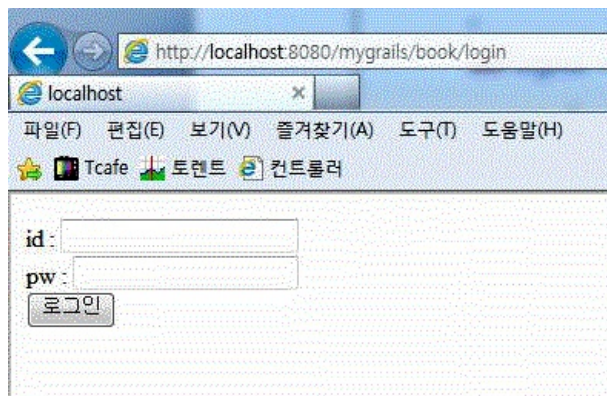 http://localhost:8080/mygrails/book/login
localhost
파일(F) 편집(E) 보기(V) 즐겨찾기(A) 도구(T) 도움말(H)
Tcafe 토렌트 컨트롤러
id :
pw :
로그인